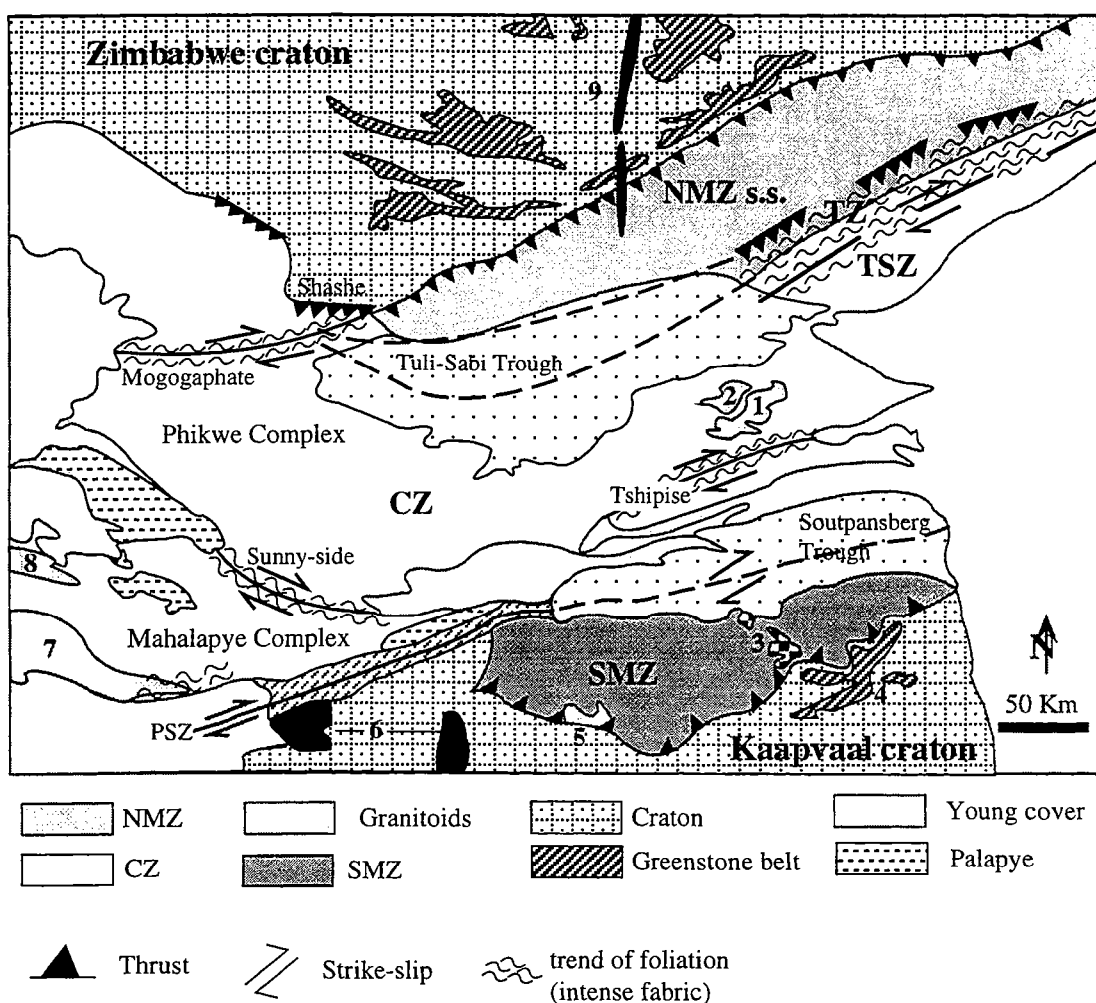 Zimbabwe craton
9
NMZ s.s.
TZ
TSZ
Shashe
Mogogaphate
Tuli-Sabi Trough
2
1
Phikwe Complex
CZ
Tshipise
Soutpansberg
Trough
Sunny-side
8
Mahalapye Complex
7
3
N
SMZ
4
50 Km
PSZ
6
5
Kaapvaal craton
NMZ
Granitoids
Craton
Young cover
CZ
SMZ
Greenstone belt
Palapye
Thrust
Strike-slip
trend of foliation
(intense fabric)